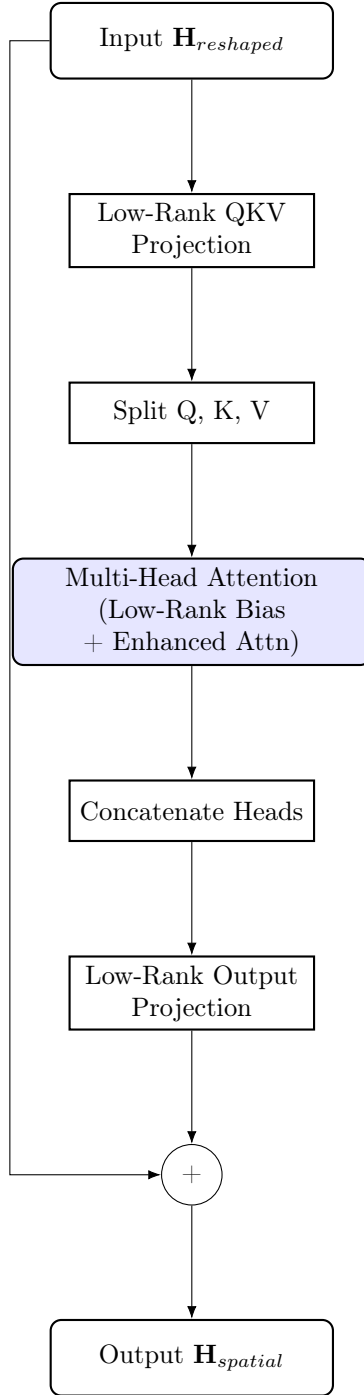 Input H_reshaped
Low-Rank QKV
Projection
Split Q, K, V
Multi-Head Attention
(Low-Rank Bias
+ Enhanced Attn)
Concatenate Heads
Low-Rank Output
Projection
+
Output H_spatial